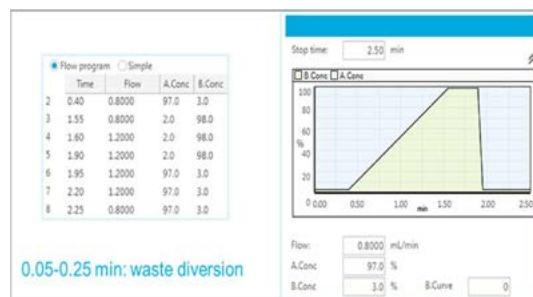 Flow program Simple
Time Flow A.Conc B.Conc
2 0.40 0.8000 97.0 3.0
3 1.55 0.8000 2.0 98.0
4 1.60 1.2000 2.0 98.0
5 1.90 1.2000 2.0 98.0
6 1.95 1.2000 97.0 3.0
7 2.20 1.2000 97.0 3.0
8 2.25 0.8000 97.0 3.0
0.05-0.25 min: waste diversion
Stop time: 2.50 min
B.Conc A.Conc
100
80
60
%
40
20
0 0.00 0.50 1.00 min 1.50 2.00 2.50
Flow: 0.8000 mL/min
A.Conc 97.0 %
B.Conc 3.0 % B.Curve 0